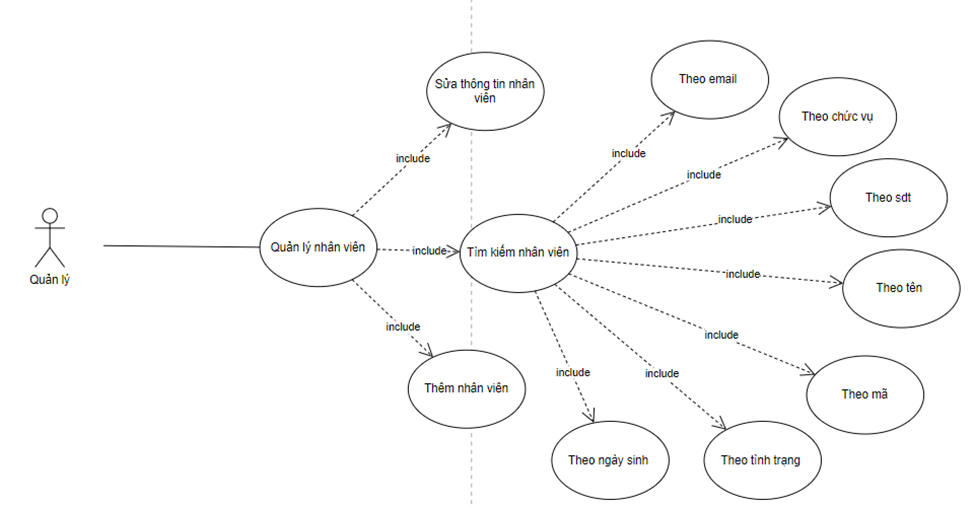 Sửa thông tin nhân
viên
Theo email
Theo chức vụ
include
include
include
Theo sdt
include
Quản lý nhân viên
include
Tìm kiếm nhân viên
Quản lý
include
Theo tên
include
include
Thêm nhân viên
include
include
Theo mã
Theo ngày sinh
Theo tình trạng